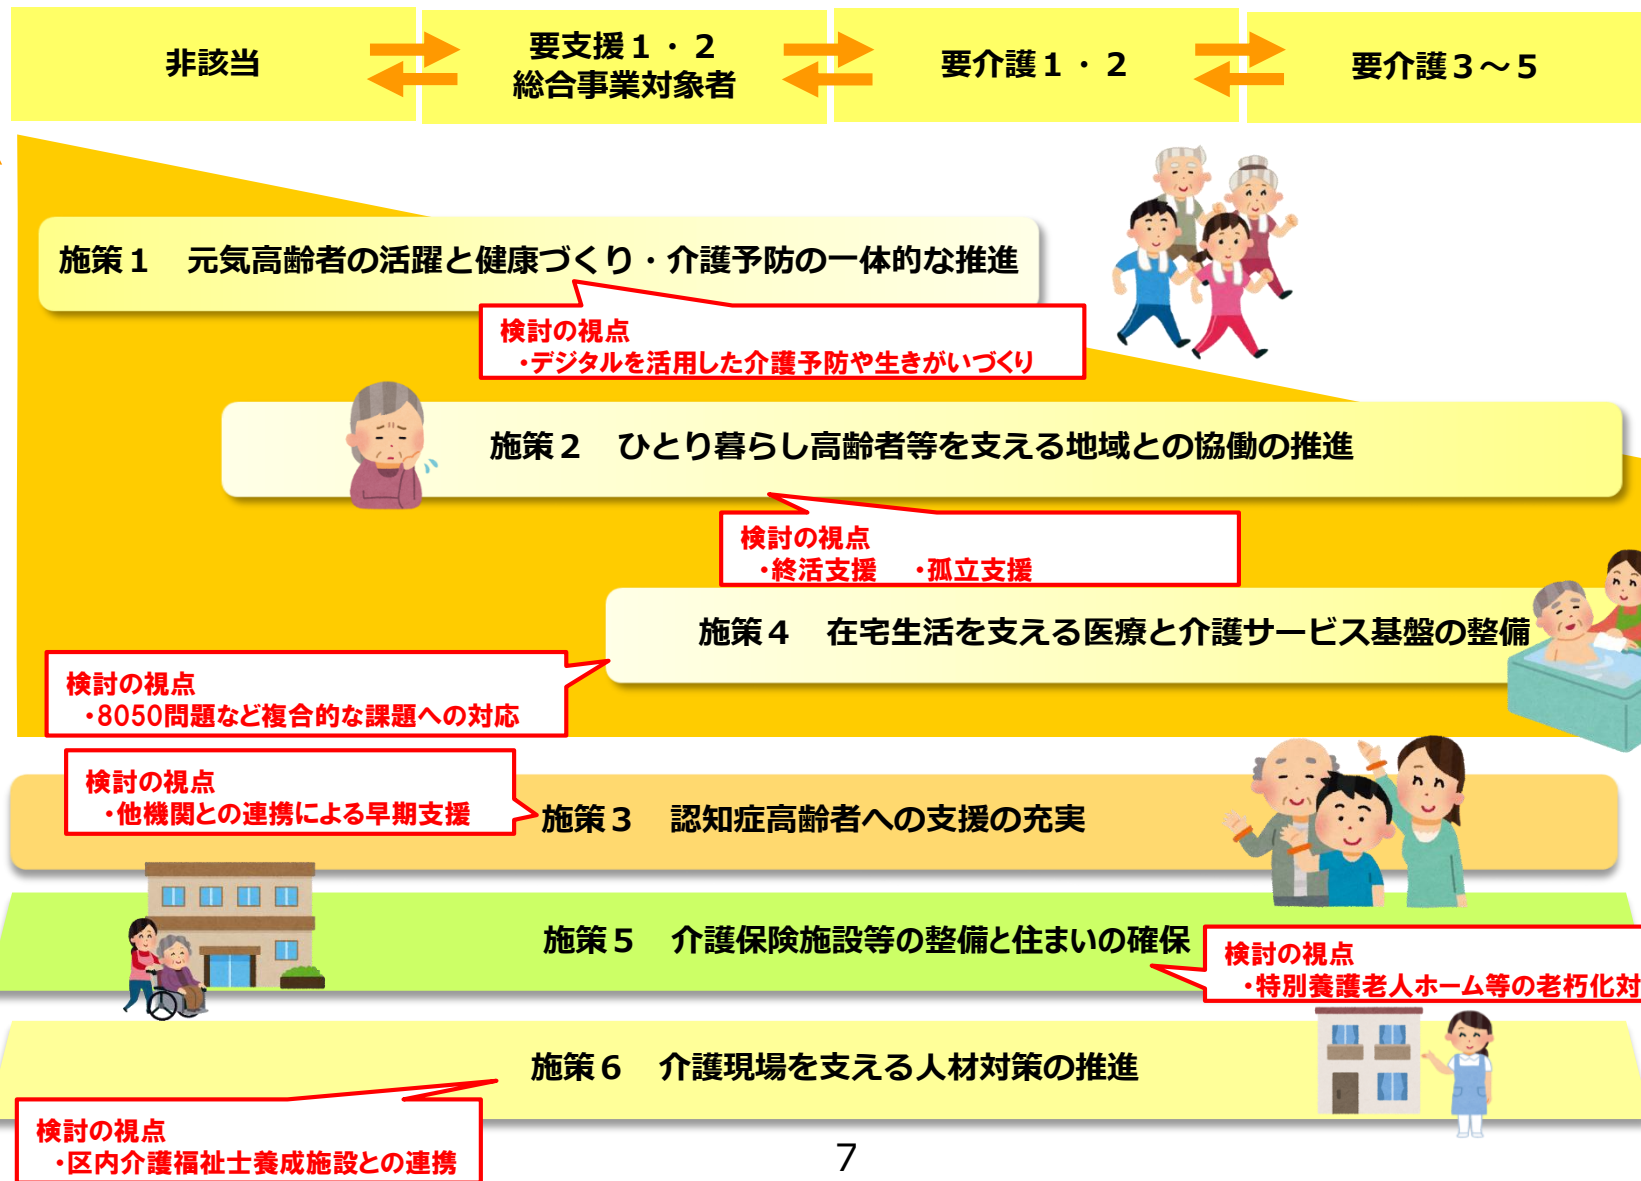 非該当
要支援１・２
総合事業対象者
要介護１・２
要介護３～５
施策１　元気高齢者の活躍と健康づくり・介護予防の一体的な推進
検討の視点
・デジタルを活用した介護予防や生きがいづくり
施策２　ひとり暮らし高齢者等を支える地域との協働の推進
検討の視点
・終活支援　・孤立支援
施策４　在宅生活を支える医療と介護サービス基盤の整備
検討の視点
・8050問題など複合的な課題への対応
検討の視点
・他機関との連携による早期支援
施策３　認知症高齢者への支援の充実
施策５　介護保険施設等の整備と住まいの確保
検討の視点
・特別養護老人ホーム等の老朽化対
施策６　介護現場を支える人材対策の推進
検討の視点
・区内介護福祉士養成施設との連携
7